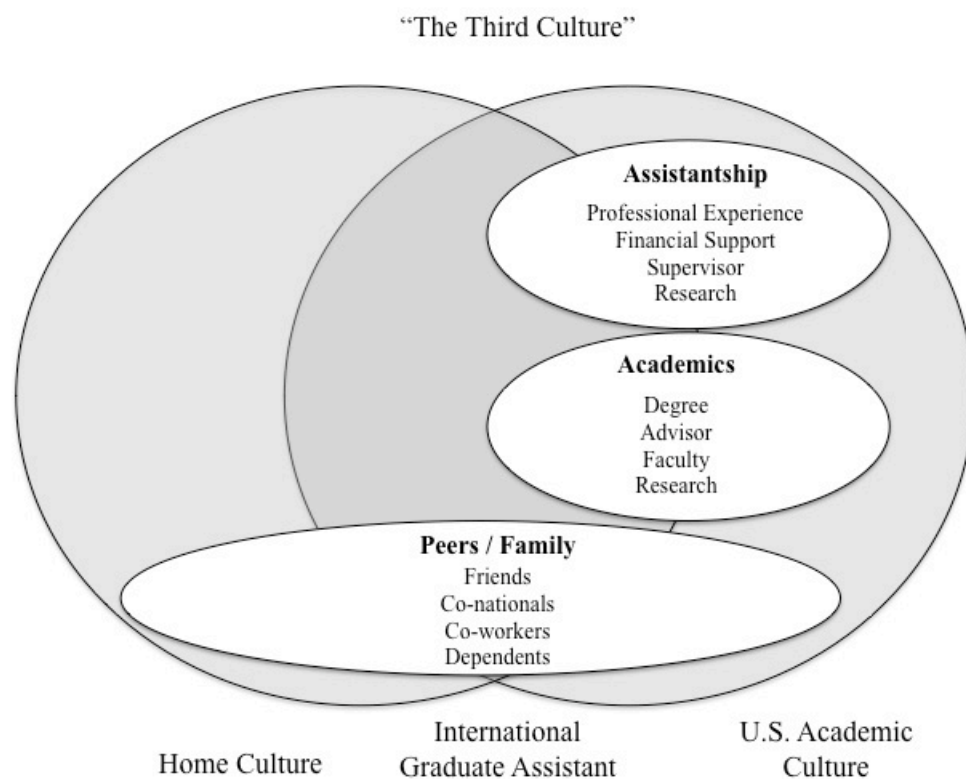 “The Third Culture”
Assistantship
Professional Experience
Financial Support
Supervisor
Research
Academics
Degree
Advisor
Faculty
Research
Peers / Family
Friends
Co-nationals
Co-workers
Dependents
Home Culture
International
Graduate Assistant
U.S. Academic
Culture